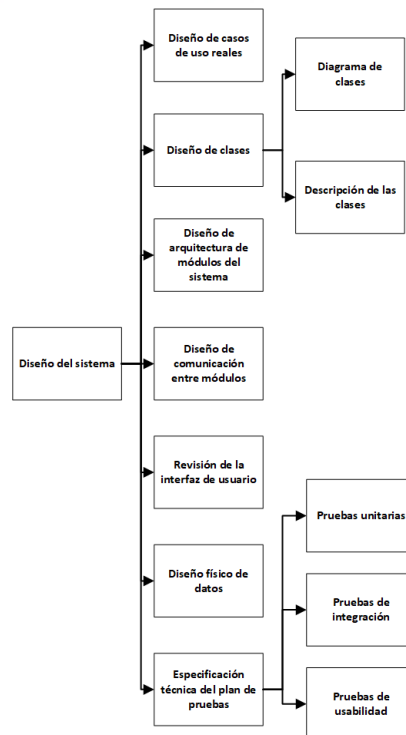 Diseño de casos
de uso reales
Diagrama de
clases
Diseño de clases
Descripción de las
clases
Diseño de
arquitectura de
módulos del
sistema
Diseño del sistema
Diseño de
comunicación
entre módulos
Revisión de la
interfaz de usuario
Pruebas unitarias
Diseño físico de
datos
Pruebas de
integración
Especificación
técnica del plan de
pruebas
Pruebas de
usabilidad